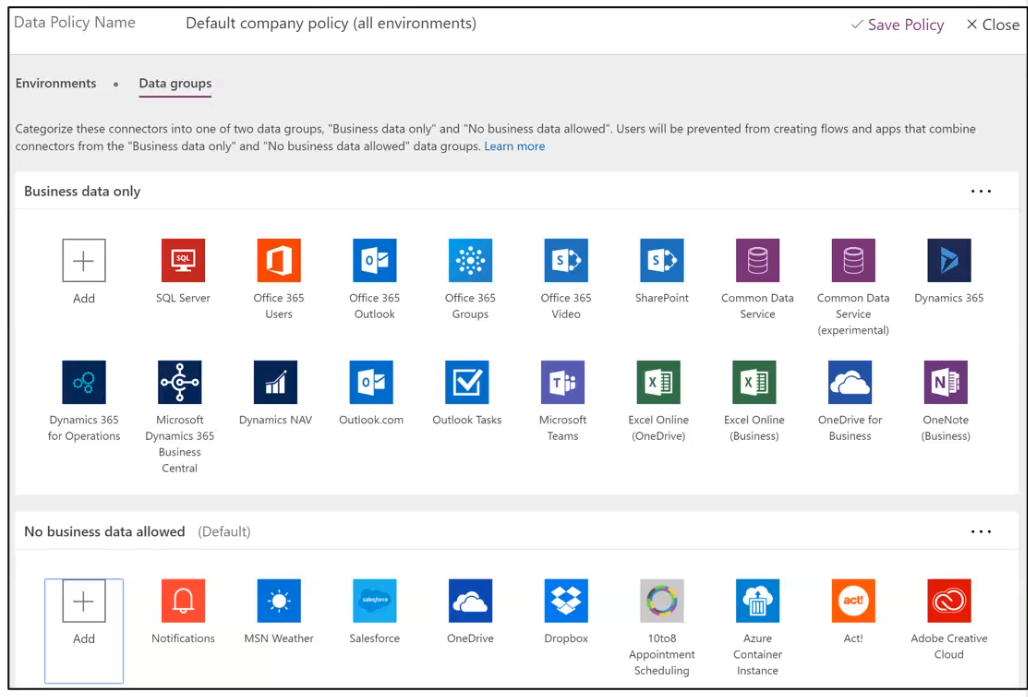 Data Policy Name Default company policy (all environments) Save Policy × Close
Environments • Data groups
Categorize these connectors into one of two data groups, "Business data only" and "No business data allowed". Users will be prevented from creating flows and apps that combine
connectors from the "Business data only" and "No business data allowed" data groups. Learn more
Business data only ...
SQL
Add SQL Server Office 365 Office 365 Office 365 Office 365 SharePoint Common Data Common Data Dynamics 365
Users Outlook Groups Video Service Service
(experimental)
Dynamics 365 Microsoft Dynamics NAV Outlook.com Outlook Tasks Microsoft Excel Online Excel Online OneDrive for OneNote
for Operations Dynamics 365 Teams (OneDrive) (Business) Business (Business)
Business
Central
No business data allowed (Default) ...
salesforce act!
Add Notifications MSN Weather Salesforce OneDrive Dropbox 10to8 Azure Act! Adobe Creative
Appointment Container Cloud
Scheduling Instance